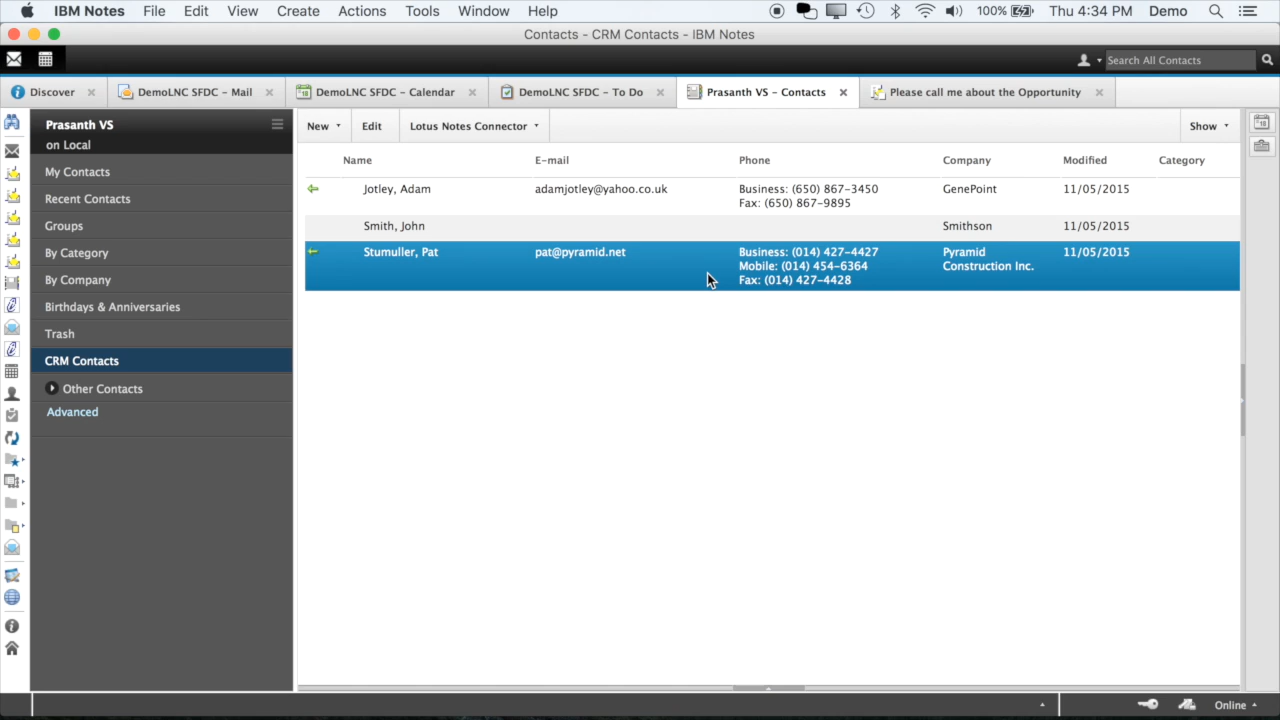 IBM Notes File Edit View Create Actions Tools Window Help 100% Thu 4:34 PM Demo
Contacts - CRM Contacts - IBM Notes
Search All Contacts
Discover DemoLNC SFDC - Mail DemoLNC SFDC - Calendar DemoLNC SFDC - To Do Prasanth VS - Contacts Please call me about the Opportunity
Prasanth VS
on Local
My Contacts
Recent Contacts
Groups
By Category
By Company
Birthdays & Anniversaries
Trash
CRM Contacts
Other Contacts
Advanced
New Edit Lotus Notes Connector Show
Name E-mail Phone Company Modified Category
Jotley, Adam adamjotley@yahoo.co.uk Business: (650) 867-3450 GenePoint 11/05/2015
Fax: (650) 867-9895
Smith, John Smithson 11/05/2015
Stumuller, Pat pat@pyramid.net Business: (014) 427-4427 Pyramid 11/05/2015
Mobile: (014) 454-6364 Construction Inc.
Fax: (014) 427-4428
Online